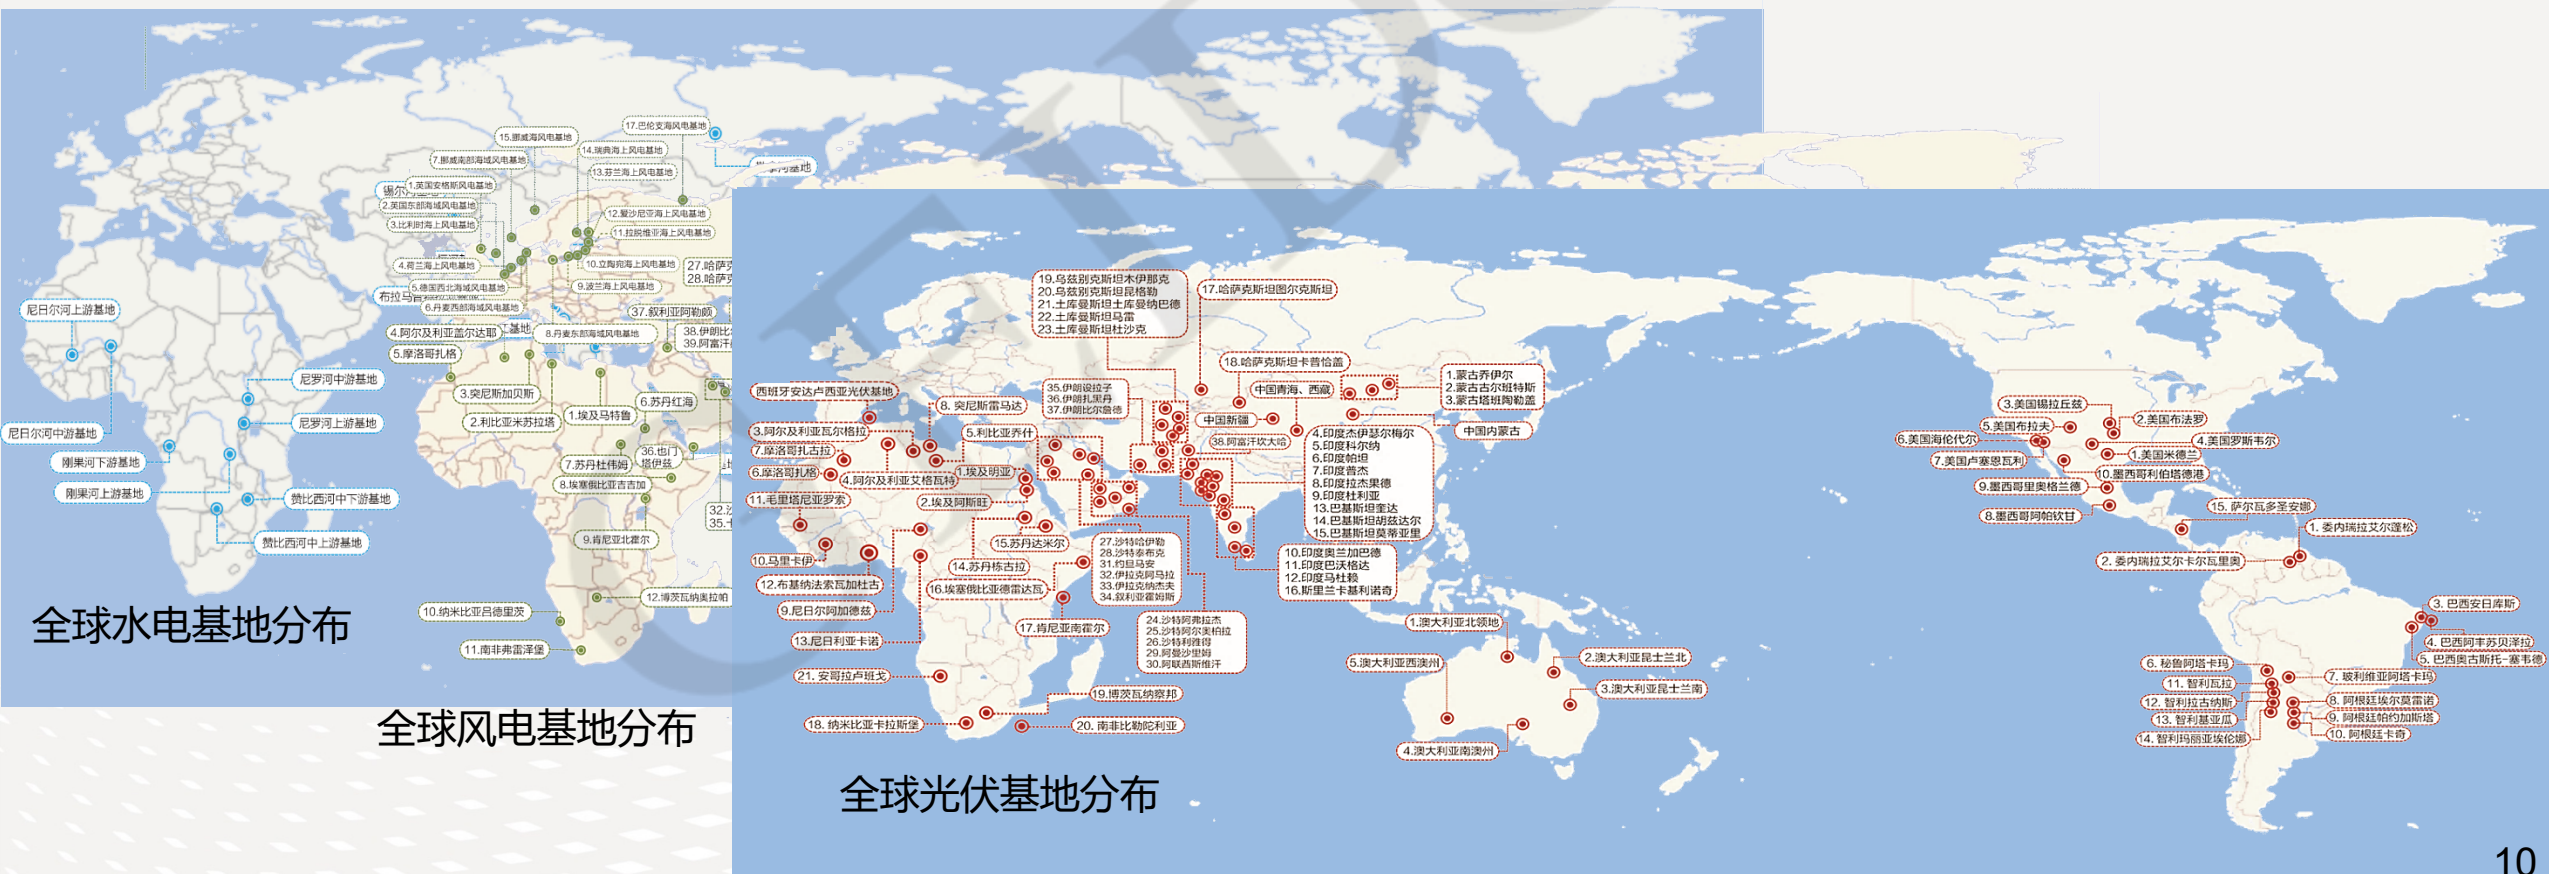 17.巴伦支海风电基地
15.挪威海风电基地
14.瑞典海上风电基地
7.挪威南部海域风电基地
13.芬兰海上风电基地
1.英国安格斯风电基地
2.英国东部海域风电基地
3.比利时海上风电基地
12.爱沙尼亚海上风电基地
11.拉脱维亚海上风电基地
4.荷兰海上风电基地
10.立陶宛海上风电基地
27.哈萨克
28.哈萨克
5.德国西北海域风电基地
9.波兰海上风电基地
6.丹麦西部海域风电基地
8.丹麦东部海域风电基地
37.叙利亚阿勒颇
38.伊朗比
39.阿富汗
4.阿尔及利亚盖尔达耶
5.摩洛哥扎格
3.突尼斯加贝斯
2.利比亚米苏拉塔
1.埃及马特鲁
6.苏丹红海
36.也门
塔伊兹
7.苏丹杜伟姆
8.埃塞俄比亚吉吉加
9.肯尼亚北霍尔
12.博茨瓦纳奥拉帕
10.纳米比亚吕德里茨
11.南非弗雷泽堡
尼日尔河上游基地
尼日尔河中游基地
尼罗河中游基地
尼罗河上游基地
刚果河下游基地
刚果河上游基地
赞比西河中下游基地
赞比西河中上游基地
全球水电基地分布
全球风电基地分布
19.乌兹别克斯坦木伊那克
20.乌兹别克斯坦昆格勒
21.土库曼斯坦土库曼纳巴德
22.土库曼斯坦马雷
23.土库曼斯坦杜沙克
17.哈萨克斯坦图尔克斯坦
18.哈萨克斯坦卡普恰盖
中国青海、西藏
中国新疆
中国内蒙古
1.蒙古乔伊尔
2.蒙古古尔班特斯
3.蒙古塔班陶勒盖
西班牙安达卢西亚光伏基地
35.伊朗设拉子
36.伊朗扎黑丹
37.伊朗比尔詹德
38.阿富汗坎大哈
8. 突尼斯雷马达
3.阿尔及利亚瓦尔格拉
5.利比亚乔什
7.摩洛哥扎古拉
6.摩洛哥扎格
4.阿尔及利亚艾格瓦特
1.埃及明亚
2.埃及阿斯旺
11.毛里塔尼亚罗索
10.马里卡伊
12.布基纳法索瓦加杜古
9.尼日尔阿加德兹
13.尼日利亚卡诺
15.苏丹达米尔
14.苏丹栋古拉
16.埃塞俄比亚德雷达瓦
17.肯尼亚南霍尔
21. 安哥拉卢班戈
18. 纳米比亚卡拉斯堡
19.博茨瓦纳察邦
20. 南非比勒陀利亚
4.印度杰伊瑟尔梅尔
5.印度科尔纳
6.印度帕坦
7.印度普杰
8.印度拉杰果德
9.印度杜利亚
13.巴基斯坦奎达
14.巴基斯坦胡兹达尔
15.巴基斯坦莫蒂亚里
10.印度奥兰加巴德
11.印度巴沃格达
12.印度马杜赖
16.斯里兰卡基利诺奇
27.沙特哈伊勒
28.沙特泰布克
31.约旦马安
32.伊拉克阿马拉
33.伊拉克纳杰夫
34.叙利亚霍姆斯
24.沙特阿弗拉杰
25.沙特阿尔奥柏拉
26.沙特利雅得
29.阿曼沙里姆
30.阿联酋斯维汗
1.澳大利亚北领地
2.澳大利亚昆士兰北
3.澳大利亚昆士兰南
4.澳大利亚南澳州
5.澳大利亚西澳州
3.美国锡拉丘兹
2.美国布法罗
5.美国布拉夫
6.美国海伦代尔
4.美国罗斯韦尔
7.美国卢塞恩瓦利
1.美国米德兰
10.墨西哥利伯塔德港
9.墨西哥里奥格兰德
8.墨西哥阿帕钦甘
15. 萨尔瓦多圣安娜
1. 委内瑞拉艾尔蓬松
2. 委内瑞拉艾尔卡尔瓦里奥
3. 巴西安日库斯
4. 巴西阿丰苏贝泽拉
5. 巴西奥古斯托-塞韦德
6. 秘鲁阿塔卡玛
7. 玻利维亚阿塔卡玛
11. 智利瓦拉
12. 智利拉古纳斯
13. 智利基亚瓜
14. 智利玛丽亚埃伦娜
8. 阿根廷埃尔莫雷诺
9. 阿根廷帕约加斯塔
10. 阿根廷卡奇
全球光伏基地分布
10